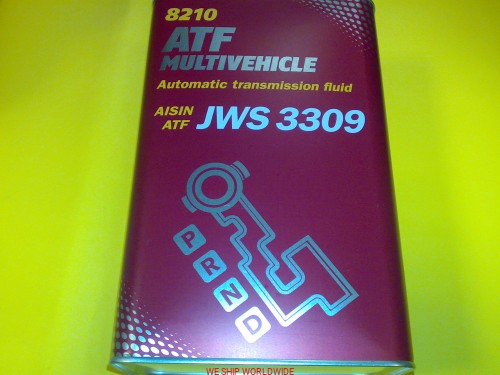 8210
ATF
MULTIVEHICLE
Automatic transmission fluid
AISIN
ATF JWS 3309
P
R
N
D
WE SHIP WORLDWIDE